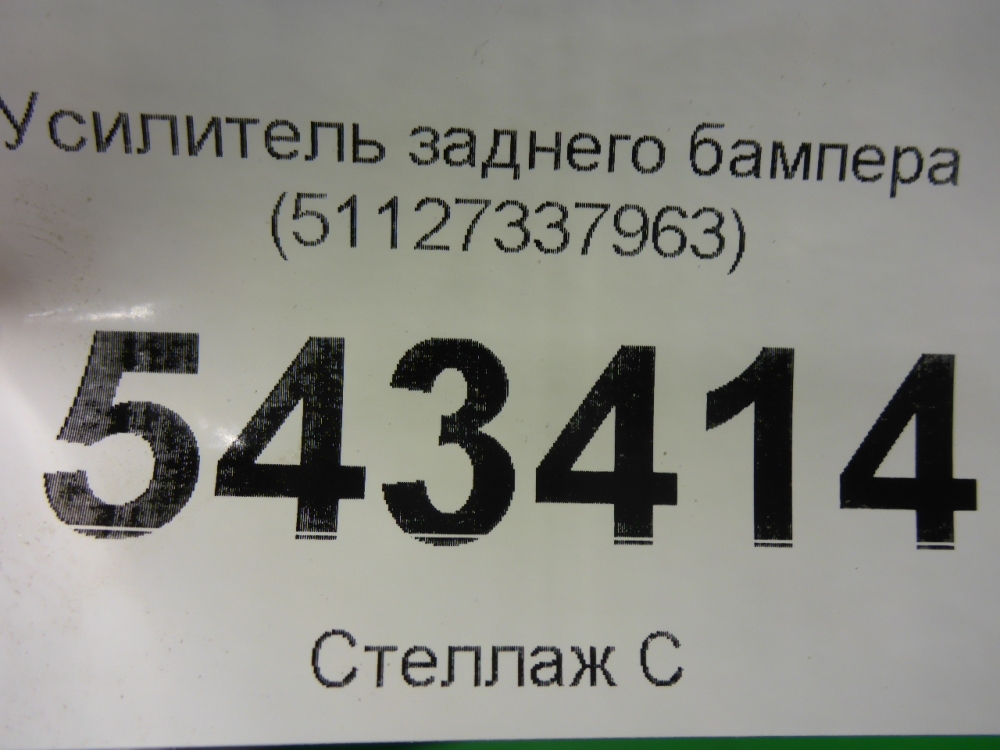 Усилитель заднего бампера
(51127337963)
543414
Стеллаж С